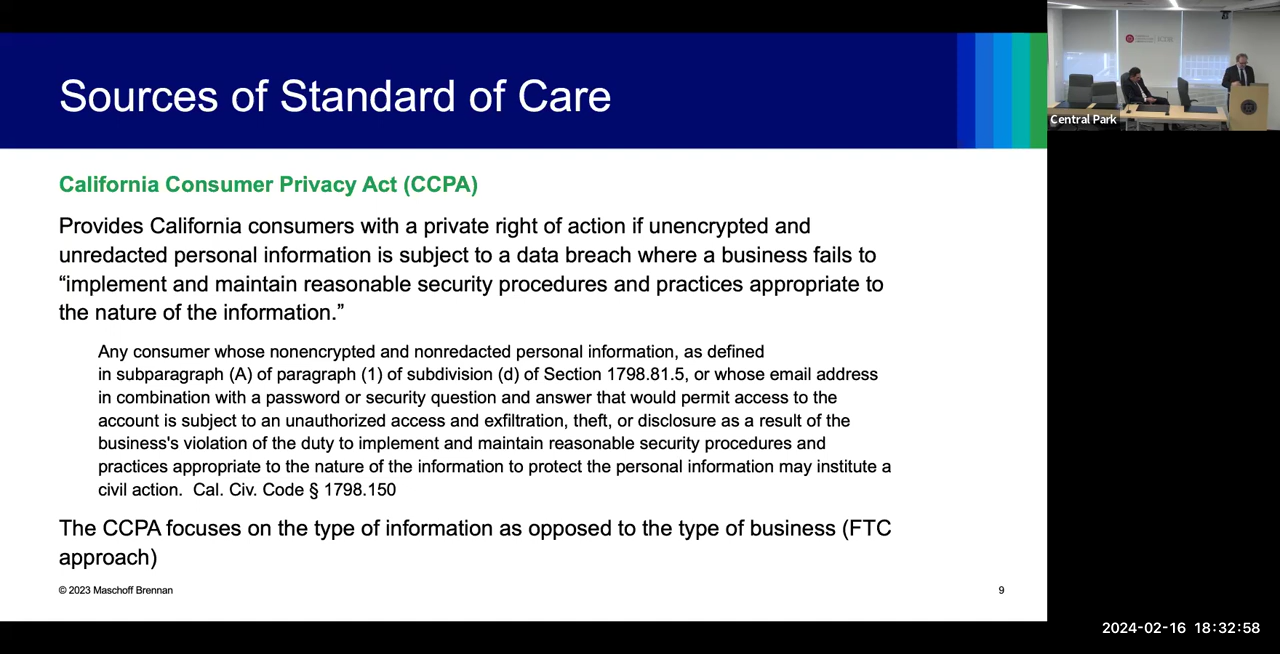 Sources of Standard of Care
California Consumer Privacy Act (CCPA)
Provides California consumers with a private right of action if unencrypted and
unredacted personal information is subject to a data breach where a business fails to
“implement and maintain reasonable security procedures and practices appropriate to
the nature of the information.”
Any consumer whose nonencrypted and nonredacted personal information, as defined
in subparagraph (A) of paragraph (1) of subdivision (d) of Section 1798.81.5, or whose email address
in combination with a password or security question and answer that would permit access to the
account is subject to an unauthorized access and exfiltration, theft, or disclosure as a result of the
business's violation of the duty to implement and maintain reasonable security procedures and
practices appropriate to the nature of the information to protect the personal information may institute a
civil action.  Cal. Civ. Code § 1798.150
The CCPA focuses on the type of information as opposed to the type of business (FTC
approach)
© 2023 Maschoff Brennan
9
Central Park
2024-02-16 18:32:58